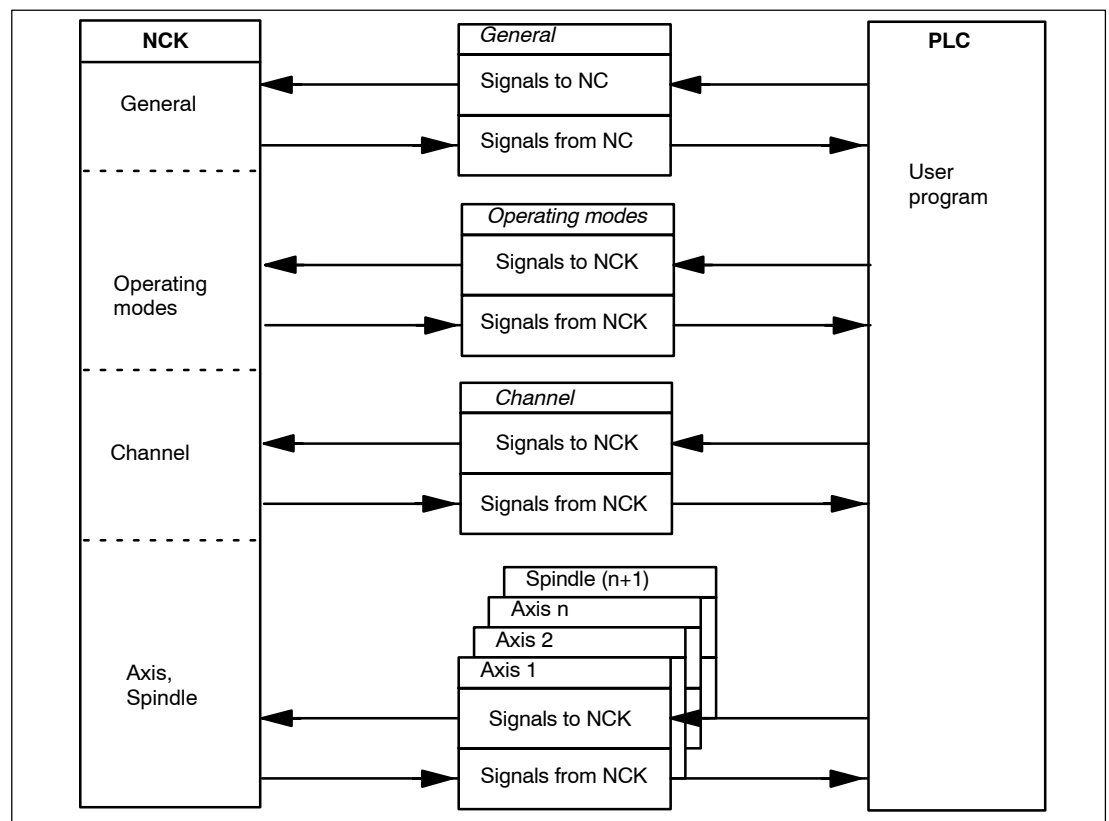 NCK
General
PLC
General
Signals to NC
Signals from NC
User
program
Operating modes
Operating
modes
Signals to NCK
Signals from NCK
Channel
Channel
Signals to NCK
Signals from NCK
Axis,
Spindle
Spindle (n+1)
Axis n
Axis 2
Axis 1
Signals to NCK
Signals from NCK